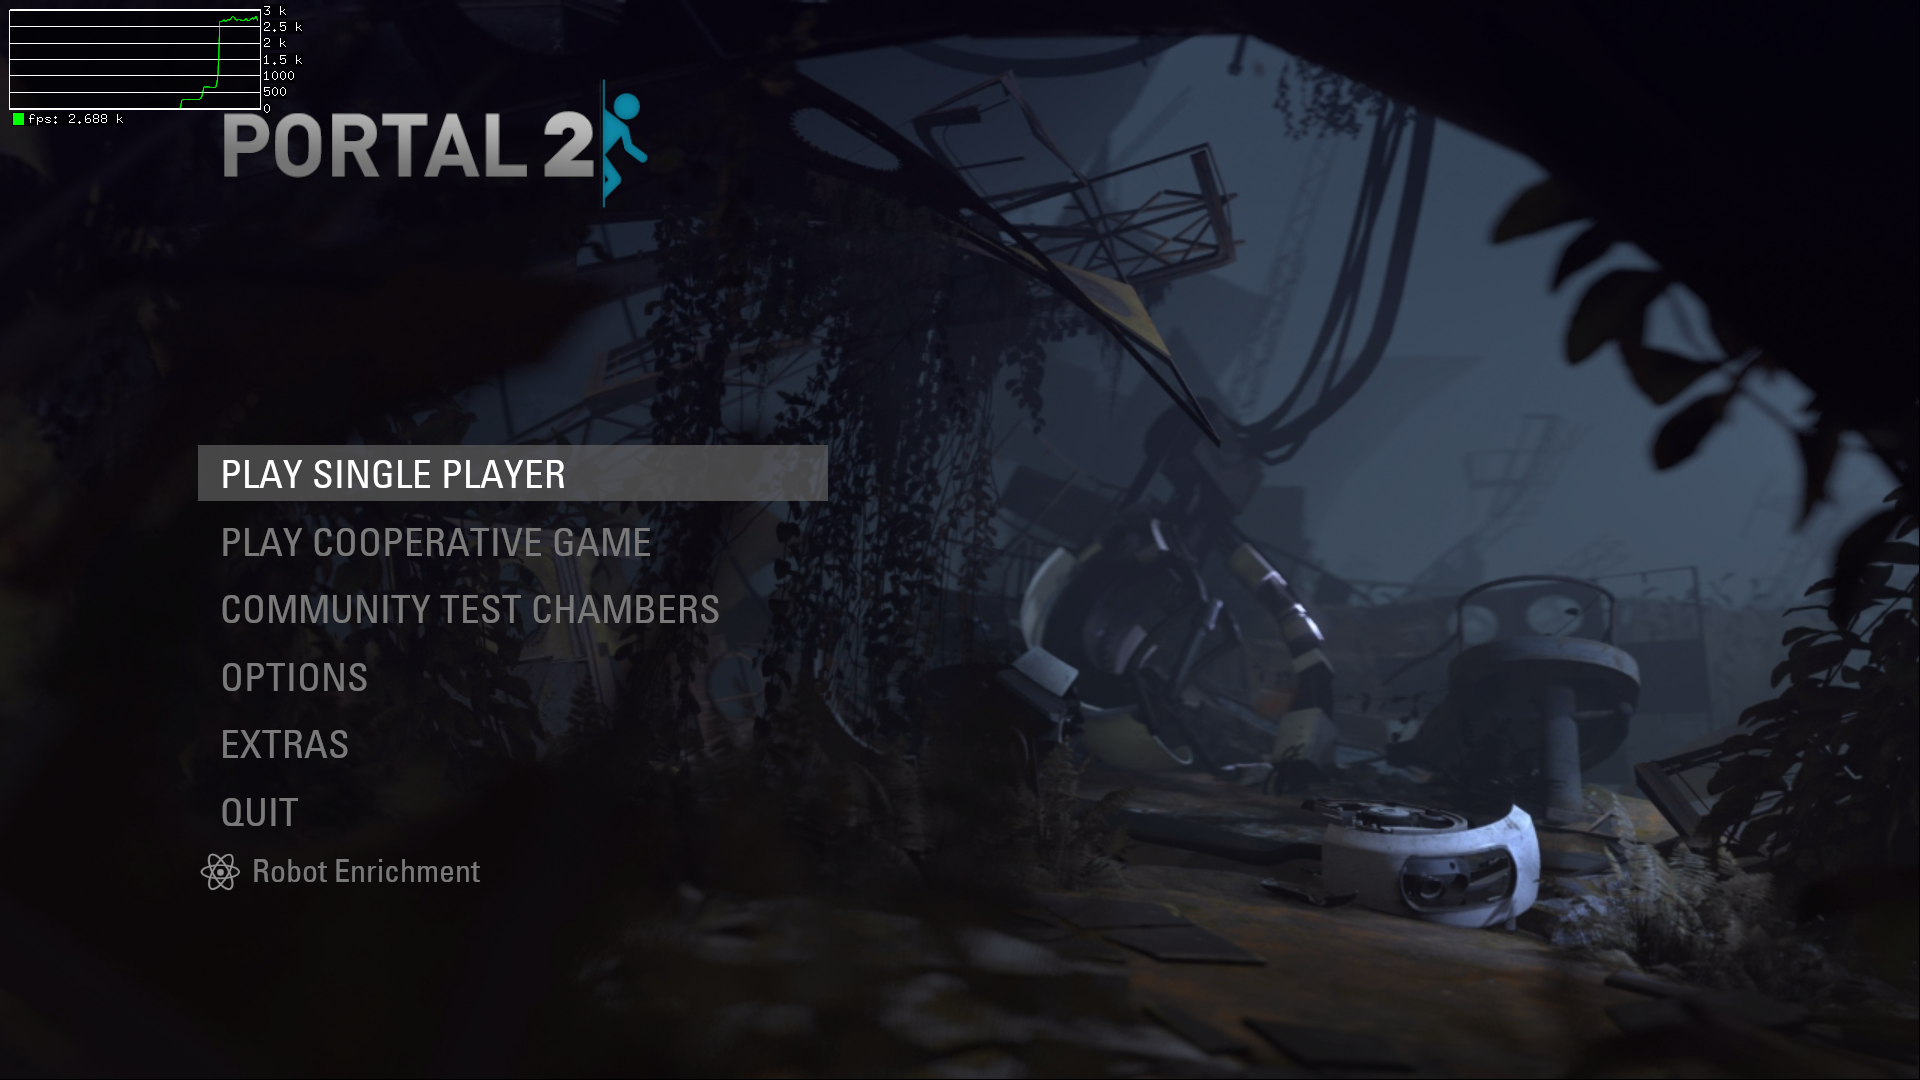 3 k
2.5 k
2 k
1.5 k
1000
500
0
fps: 2.688 k
PORTAL 2
PLAY SINGLE PLAYER
PLAY COOPERATIVE GAME
COMMUNITY TEST CHAMBERS
OPTIONS
EXTRAS
QUIT
Robot Enrichment